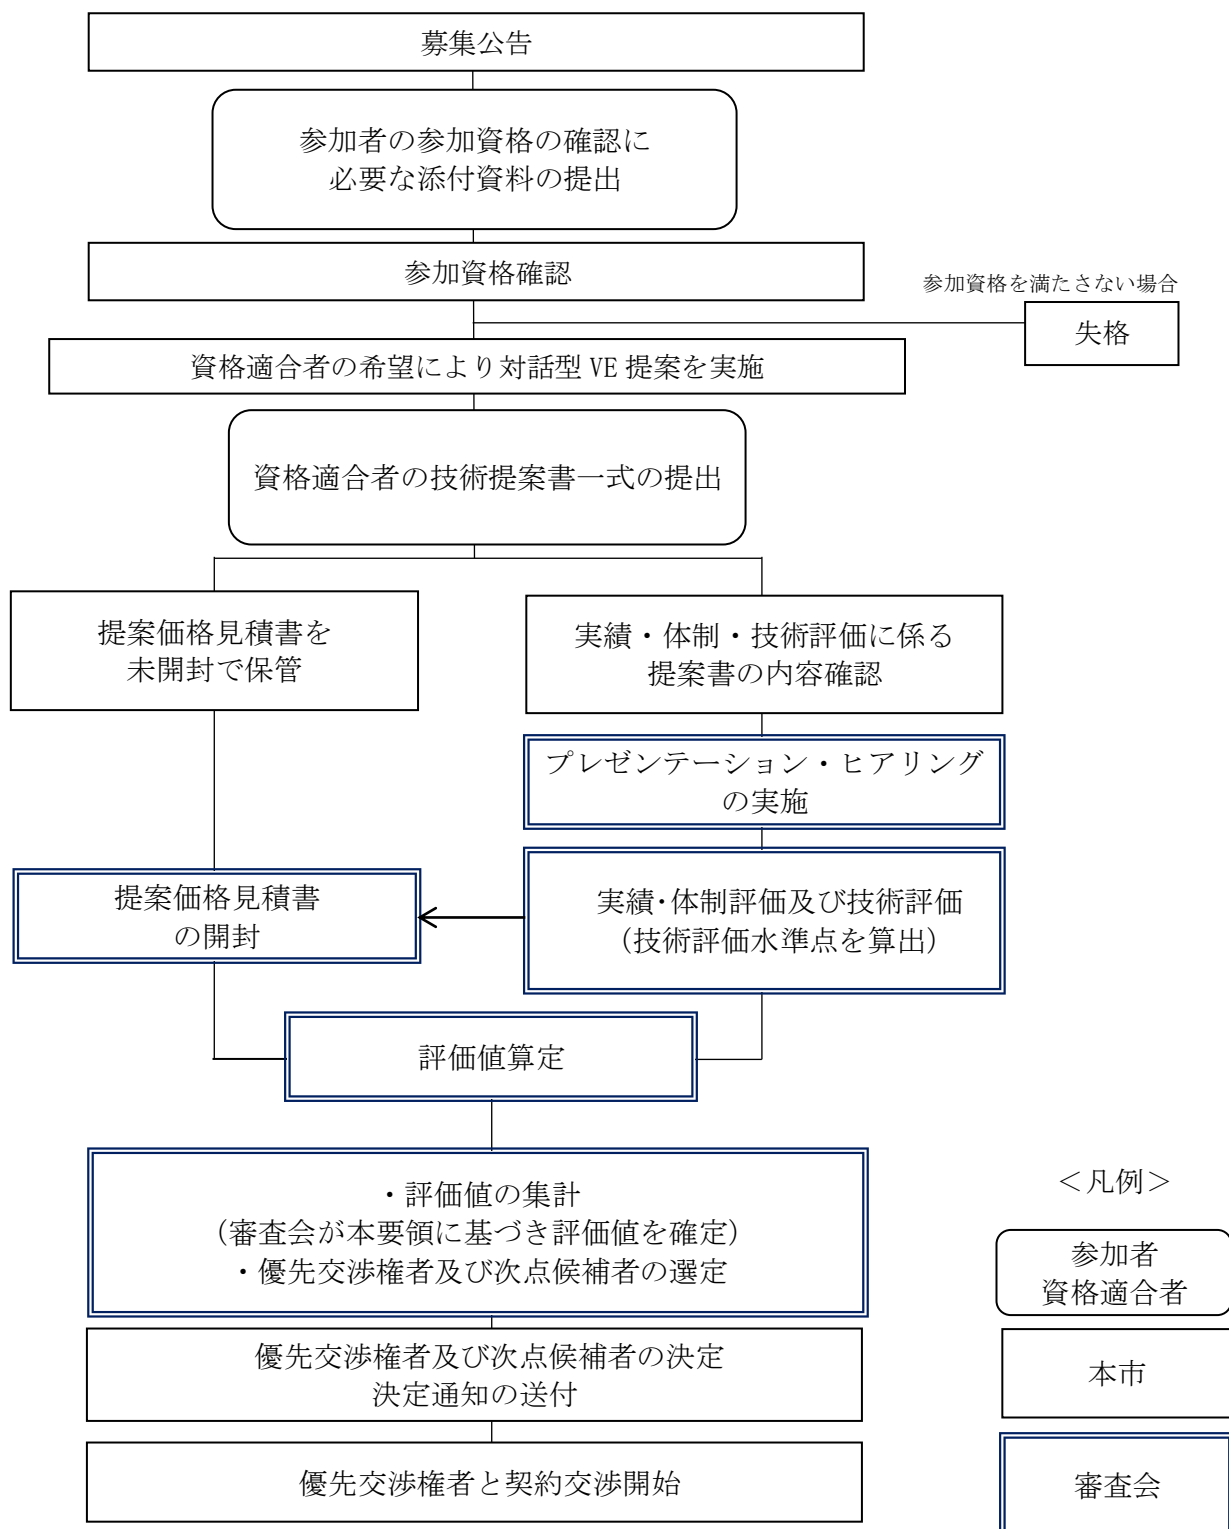 募集公告
参加者の参加資格の確認に
必要な添付資料の提出
参加資格確認
参加資格を満たさない場合
失格
資格適合者の希望により対話型 VE 提案を実施
資格適合者の技術提案書一式の提出
提案価格見積書を
未開封で保管
実績・体制・技術評価に係る
提案書の内容確認
プレゼンテーション・ヒアリング
の実施
提案価格見積書
の開封
実績・体制評価及び技術評価
（技術評価水準点を算出）
評価値算定
・評価値の集計
（審査会が本要領に基づき評価値を確定）
・優先交渉権者及び次点候補者の選定
優先交渉権者及び次点候補者の決定
決定通知の送付
優先交渉権者と契約交渉開始
＜凡例＞
参加者
資格適合者
本市
審査会